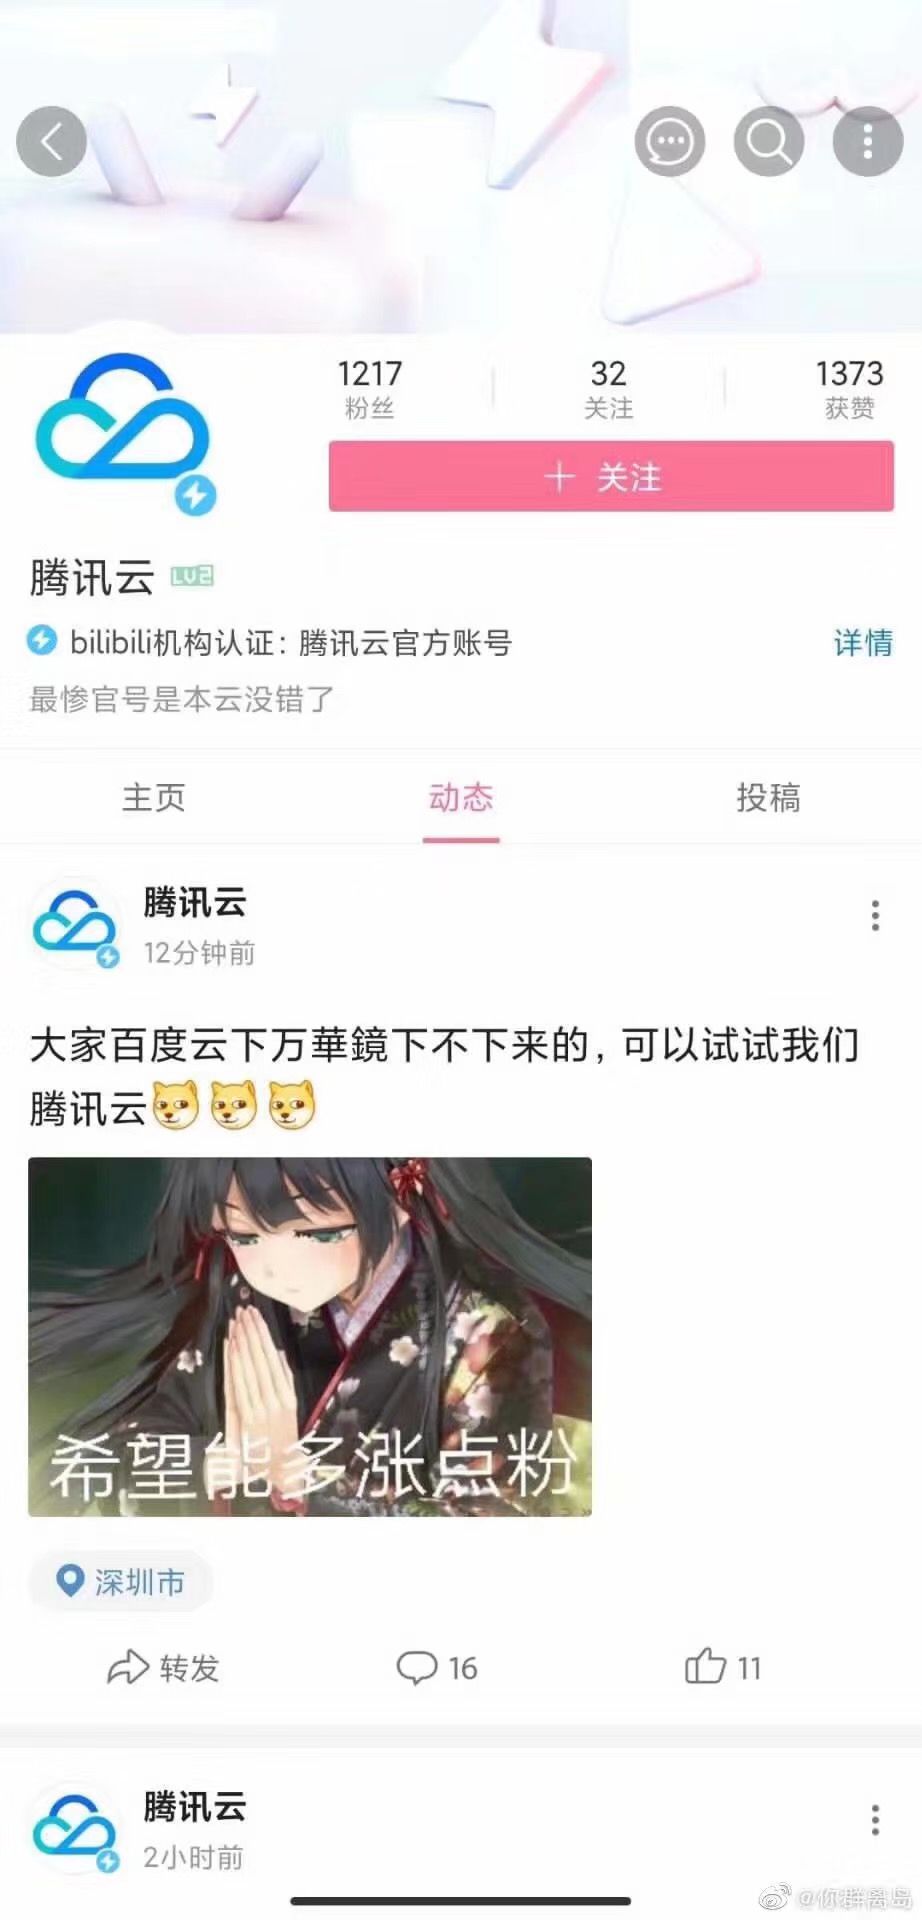 1217
粉丝
32
关注
1373
获赞
+ 关注
腾讯云 LV2
bilibili机构认证：腾讯云官方账号
详情
最惨官号是本云没错了
主页
动态
投稿
腾讯云
12分钟前
大家百度云下万華鏡下不下来的，可以试试我们
腾讯云
希望能多涨点粉
深圳市
转发
16
11
腾讯云
2小时前
@你群离岛